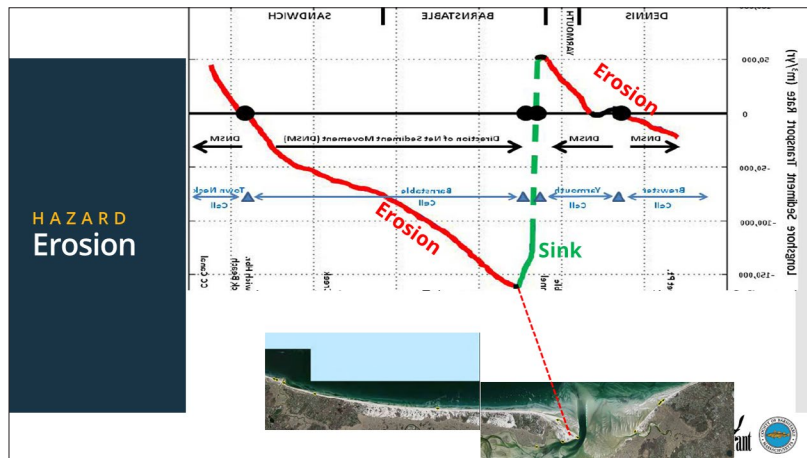 SANDWICH
BARNSTABLE
YARMOUTH
DENNIS
50,000
0
-50,000
-100,000
-150,000
Longshore Sediment Transport Rate (m³/yr)
Erosion
Erosion
Sink
(DNSM)
Direction of Net Sediment Movement (DNSM)
(DNSM)
(DNSM)
Town Neck
Cell
Barnstable
Cell
Yarmouth
Cell
Brewster
Cell
CC Canal
HAZARD
Erosion